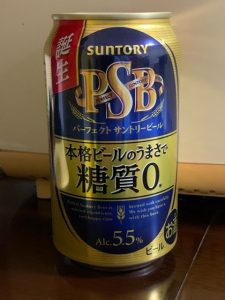 誕生
SUNTORY
PSB
パーフェクト サントリービール
本格ビールのうまさで
糖質0
Alc.5.5%
ビール